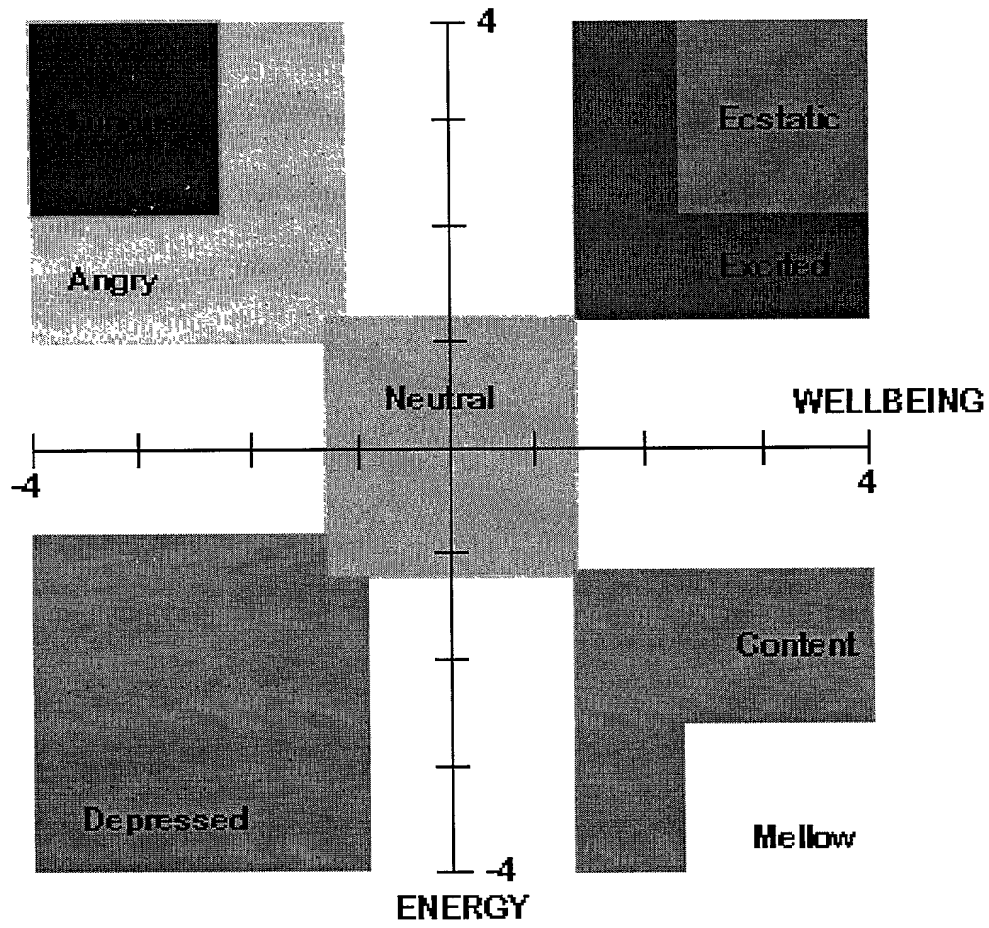 4
Ecstatic
Angry
Excited
Neutral
WELLBEING
-4
4
Content
Depressed
Mellow
-4
ENERGY